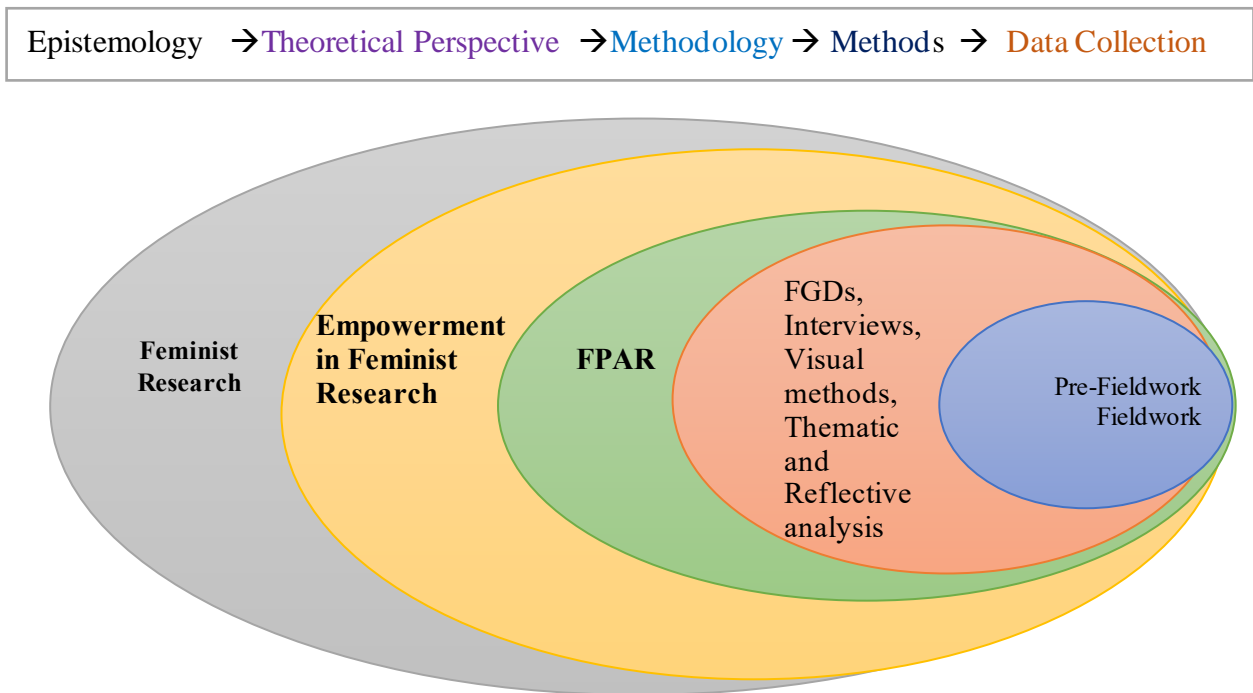 Epistemology → Theoretical Perspective → Methodology → Methods → Data Collection
Feminist
Research
Empowerment
in Feminist
Research
FPAR
FGDs,
Interviews,
Visual
methods,
Thematic
and
Reflective
analysis
Pre-Fieldwork
Fieldwork